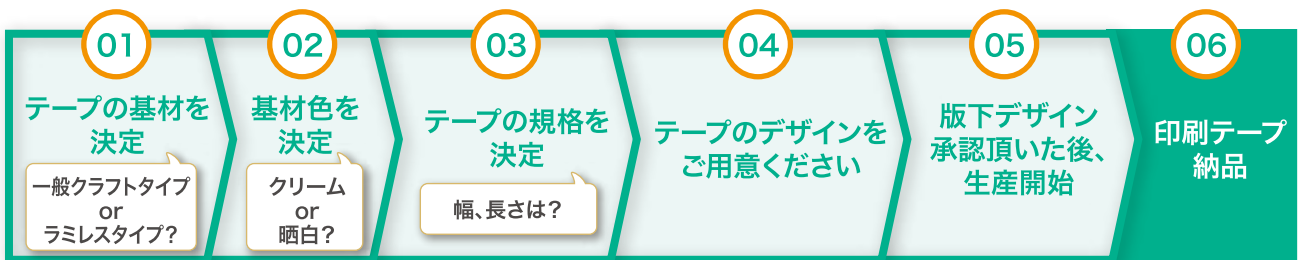 01
テープの基材を
決定
一般クラフトタイプ
or
ラミレスタイプ？
02
基材色を
決定
クリーム
or
晒白？
03
テープの規格を
決定
幅、長さは？
04
テープのデザインを
ご用意ください
05
版下デザイン
承認頂いた後、
生産開始
06
印刷テープ
納品